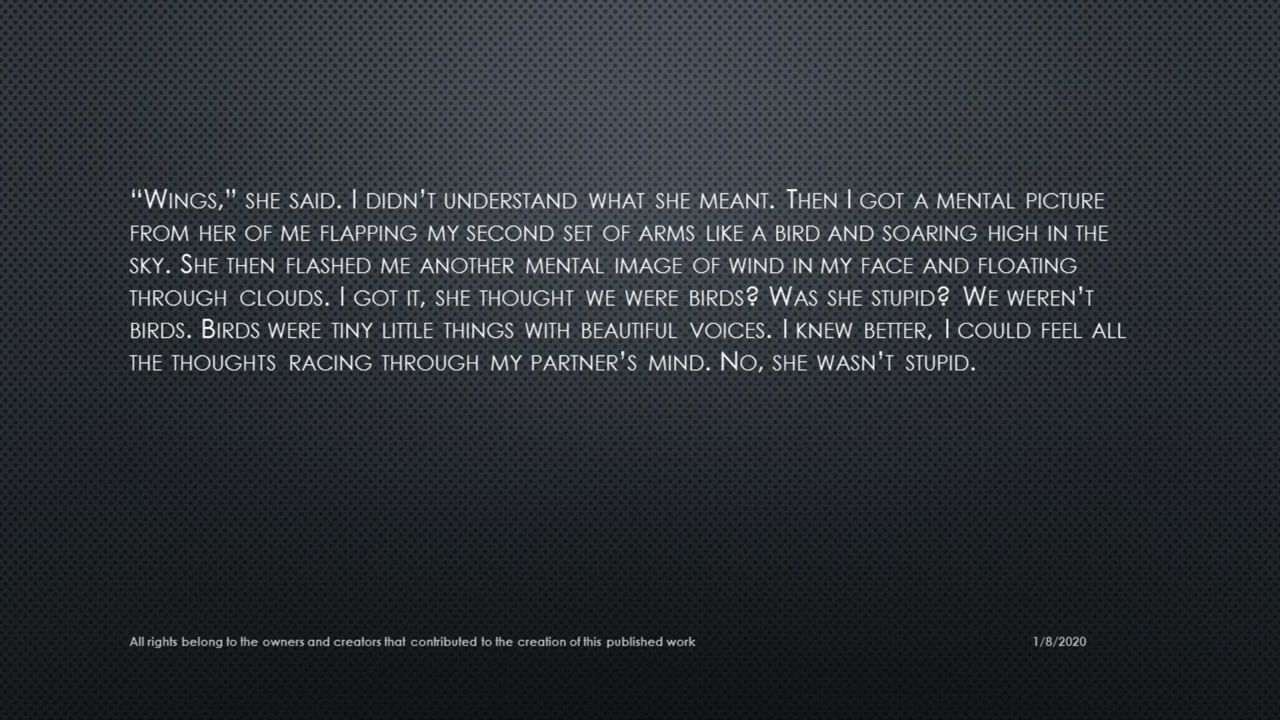 “Wings,” she said. I didn’t understand what she meant. Then I got a mental picture
from her of me flapping my second set of arms like a bird and soaring high in the
sky. She then flashed me another mental image of wind in my face and floating
through clouds. I got it, she thought we were birds? Was she stupid? We weren’t
birds. Birds were tiny little things with beautiful voices. I knew better, I could feel all
the thoughts racing through my partner’s mind. No, she wasn’t stupid.
All rights belong to the owners and creators that contributed to the creation of this published work
1/8/2020